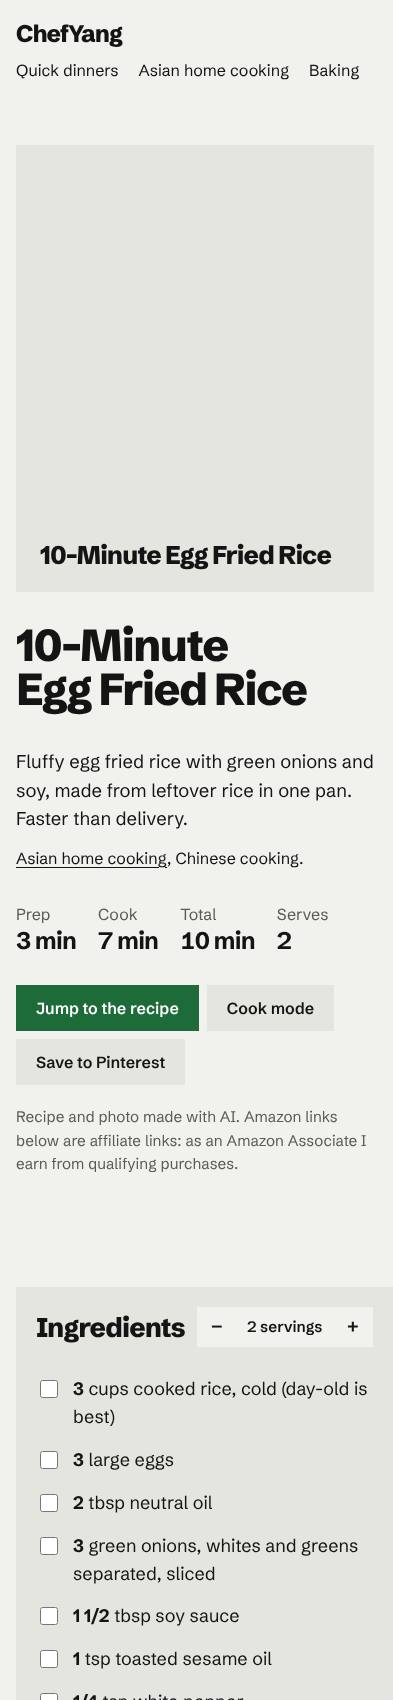 ChefYang
Quick dinners Asian home cooking Baking
10-Minute Egg Fried Rice
10-Minute
Egg Fried Rice
Fluffy egg fried rice with green onions and
soy, made from leftover rice in one pan.
Faster than delivery.
Asian home cooking, Chinese cooking.
Prep Cook Total Serves
3 min 7 min 10 min 2
Jump to the recipe Cook mode
Save to Pinterest
Recipe and photo made with AI. Amazon links
below are affiliate links: as an Amazon Associate I
earn from qualifying purchases.
Ingredients − 2 servings +
3 cups cooked rice, cold (day-old is
best)
3 large eggs
2 tbsp neutral oil
3 green onions, whites and greens
separated, sliced
1 1/2 tbsp soy sauce
1 tsp toasted sesame oil